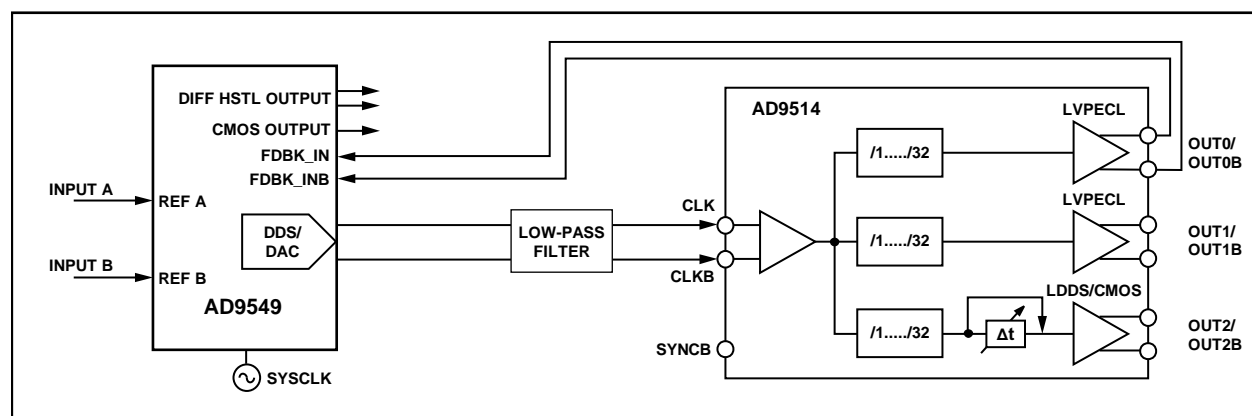 DIFF HSTL OUTPUT
CMOS OUTPUT
FDBK_IN
FDBK_INB
INPUT A
REF A
DDS/
DAC
INPUT B
REF B
AD9549
SYSCLK
LOW-PASS
FILTER
AD9514
CLK
CLKB
SYNCB
/1...../32
/1...../32
/1...../32
Δt
LVPECL
LVPECL
LDDS/CMOS
OUT0/
OUT0B
OUT1/
OUT1B
OUT2/
OUT2B